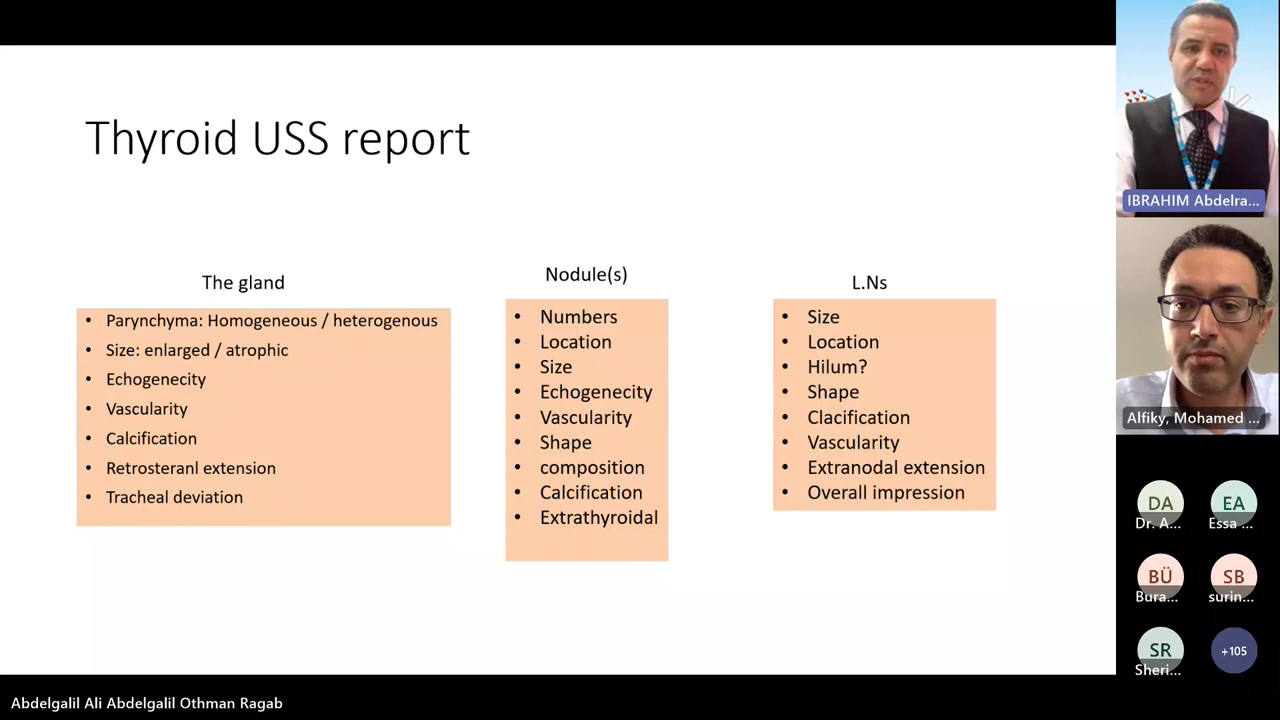 Thyroid USS report
The gland
• Parynchyma: Homogeneous / heterogenous
• Size: enlarged / atrophic
• Echogenecity
• Vascularity
• Calcification
• Retrosteranl extension
• Tracheal deviation
Nodule(s)
• Numbers
• Location
• Size
• Echogenecity
• Vascularity
• Shape
• composition
• Calcification
• Extrathyroidal
L.Ns
• Size
• Location
• Hilum?
• Shape
• Clacification
• Vascularity
• Extranodal extension
• Overall impression
IBRAHIM Abdelra...
Alfiky, Mohamed ...
DA
Dr. A...
EA
Essa ...
BÜ
Bura...
SB
surin...
SR
Sheri...
+105
Abdelgalil Ali Abdelgalil Othman Ragab